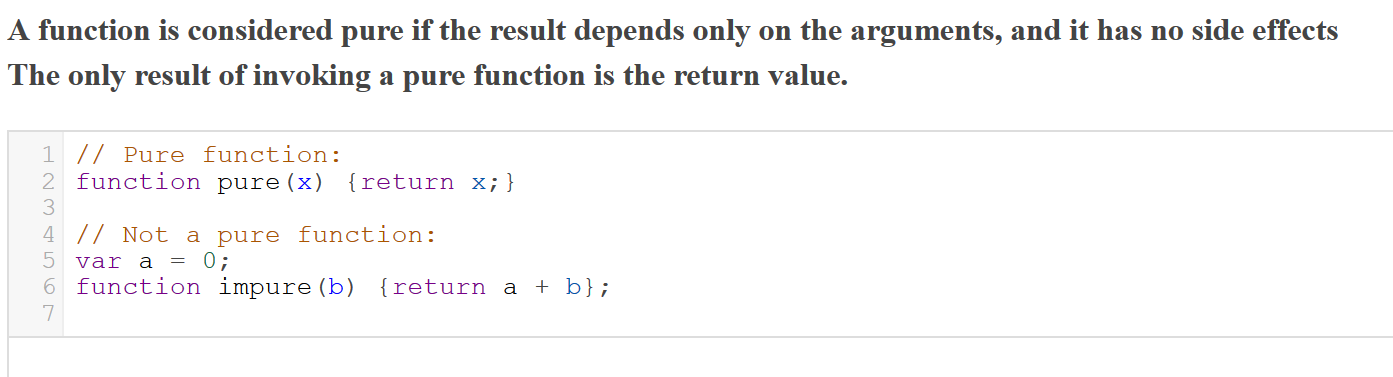 A function is considered pure if the result depends only on the arguments, and it has no side effects
The only result of invoking a pure function is the return value.
1 // Pure function:
2 function pure(x) {return x;}
3
4 // Not a pure function:
5 var a = 0;
6 function impure(b) {return a + b};
7